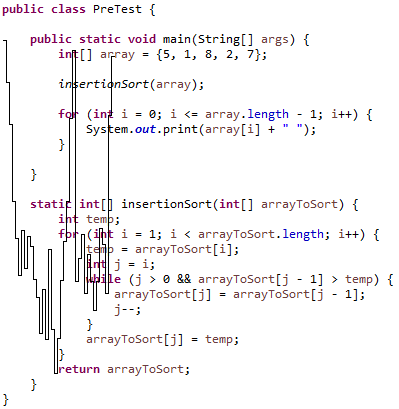 public class PreTest {
public static void main(String[] args) {
int[] array = {5, 1, 8, 2, 7};
insertionSort(array);
for (int i = 0; i <= array.length - 1; i++) {
System.out.print(array[i] + " ");
}
}
static int[] insertionSort(int[] arrayToSort) {
int temp;
for (int i = 1; i < arrayToSort.length; i++) {
temp = arrayToSort[i];
int j = i;
while (j > 0 && arrayToSort[j - 1] > temp) {
arrayToSort[j] = arrayToSort[j - 1];
j--;
}
arrayToSort[j] = temp;
}
return arrayToSort;
}
}